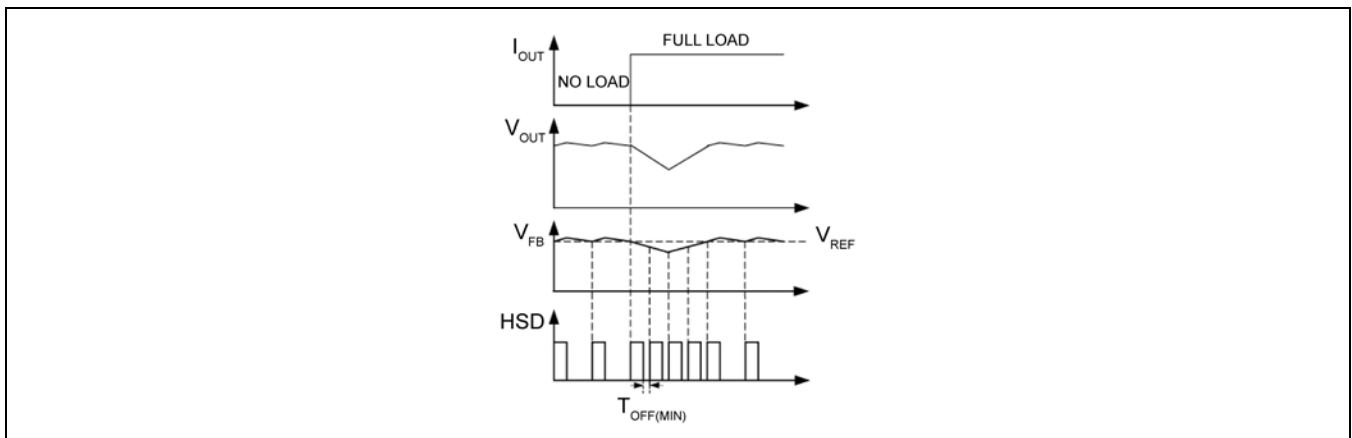 I_OUT
FULL LOAD
NO LOAD
V_OUT
V_FB
V_REF
HSD
T_OFF(MIN)